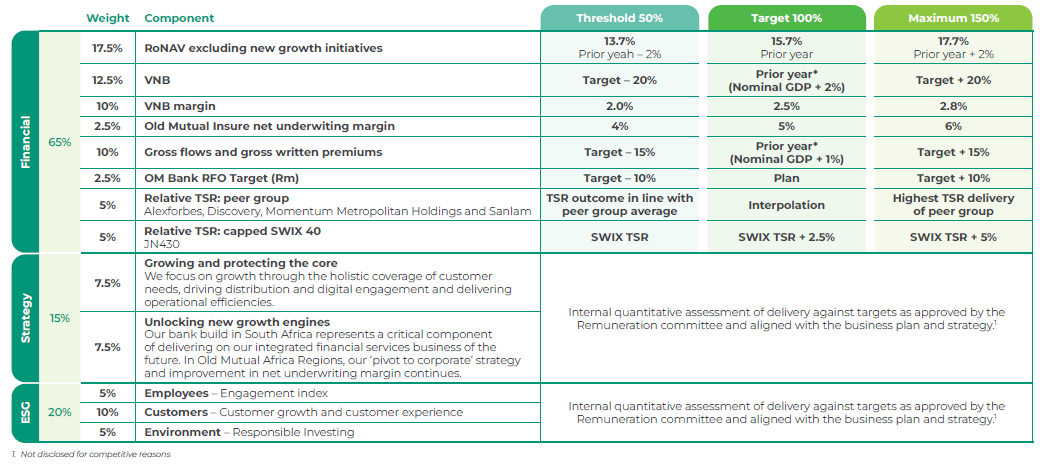 Weight Component Threshold 50% Target 100% Maximum 150%
Financial
65%
17.5% RoNAV excluding new growth initiatives
13.7%
Prior yeah – 2%
15.7%
Prior year
17.7%
Prior year + 2%
12.5% VNB
Target – 20%
Prior year*
(Nominal GDP + 2%)
Target + 20%
10% VNB margin 2.0% 2.5% 2.8%
2.5% Old Mutual Insure net underwiting margin 4% 5% 6%
10% Gross flows and gross written premiums
Target – 15%
Prior year*
(Nominal GDP + 1%)
Target + 15%
2.5% OM Bank RFO Target (Rm) Target – 10% Plan Target + 10%
5%
Relative TSR: peer group
Alexforbes, Discovery, Momentum Metropolitan Holdings and Sanlam
TSR outcome in line with
peer group average
Interpolation
Highest TSR delivery
of peer group
5%
Relative TSR: capped SWIX 40
JN430
SWIX TSR SWIX TSR + 2.5% SWIX TSR + 5%
Strategy
15%
7.5%
Growing and protecting the core
We focus on growth through the holistic coverage of customer
needs, driving distribution and digital engagement and delivering
operational efficiencies.
7.5%
Unlocking new growth engines
Our bank build in South Africa represents a critical component
of delivering on our integrated financial services business of the
future. In Old Mutual Africa Regions, our ‘pivot to corporate’ strategy
and improvement in net underwriting margin continues.
Internal quantitative assessment of delivery against targets as approved by the
Remuneration committee and aligned with the business plan and strategy.¹
ESG
20%
5% Employees – Engagement index
10% Customers – Customer growth and customer experience
5% Environment – Responsible Investing
Internal quantitative assessment of delivery against targets as approved by the
Remuneration committee and aligned with the business plan and strategy.¹
1. Not disclosed for competitive reasons